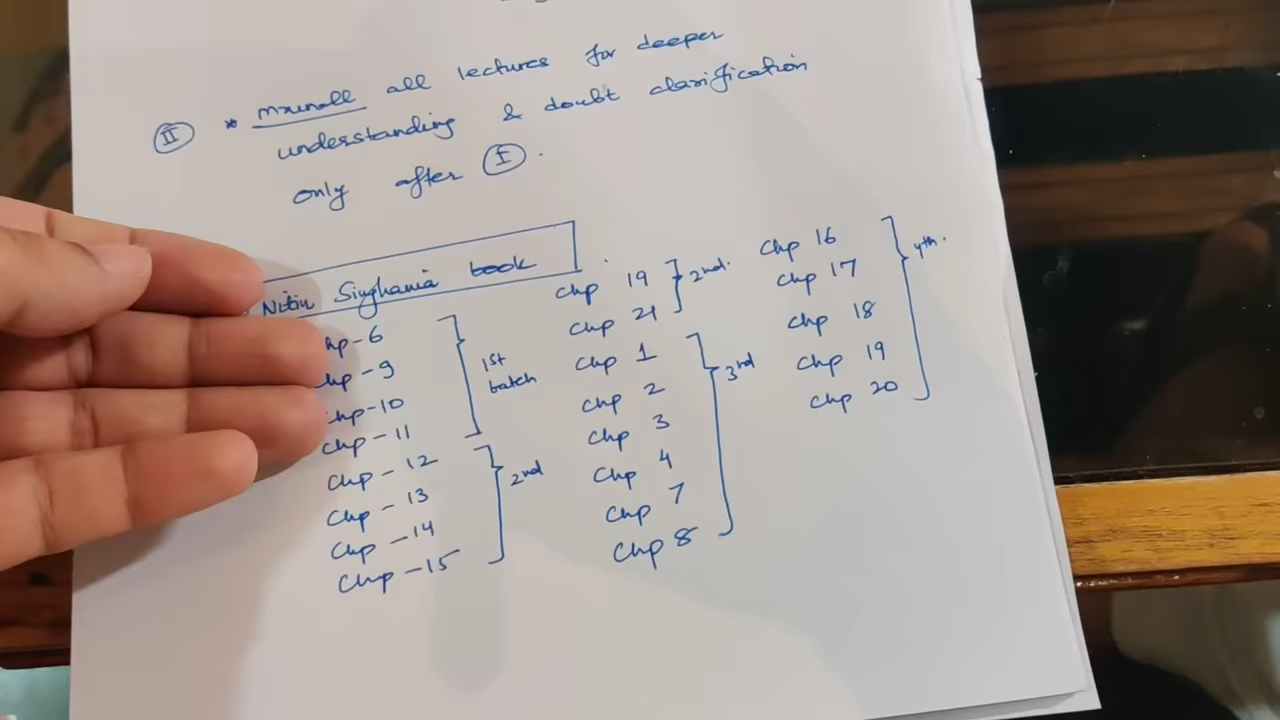 II * Mrunall all lectures for deeper
understanding & doubt clarification
only after I.
Nitin Singhania book
hp-6
hp-9
chp-10
chp-11
1st
batch
chp-12
chp-13
chp-14
chp-15
2nd
chp 19
chp 21
2nd.
chp 1
chp 2
chp 3
chp 4
chp 7
chp 8
3rd
chp 16
chp 17
chp 18
chp 19
chp 20
4th.